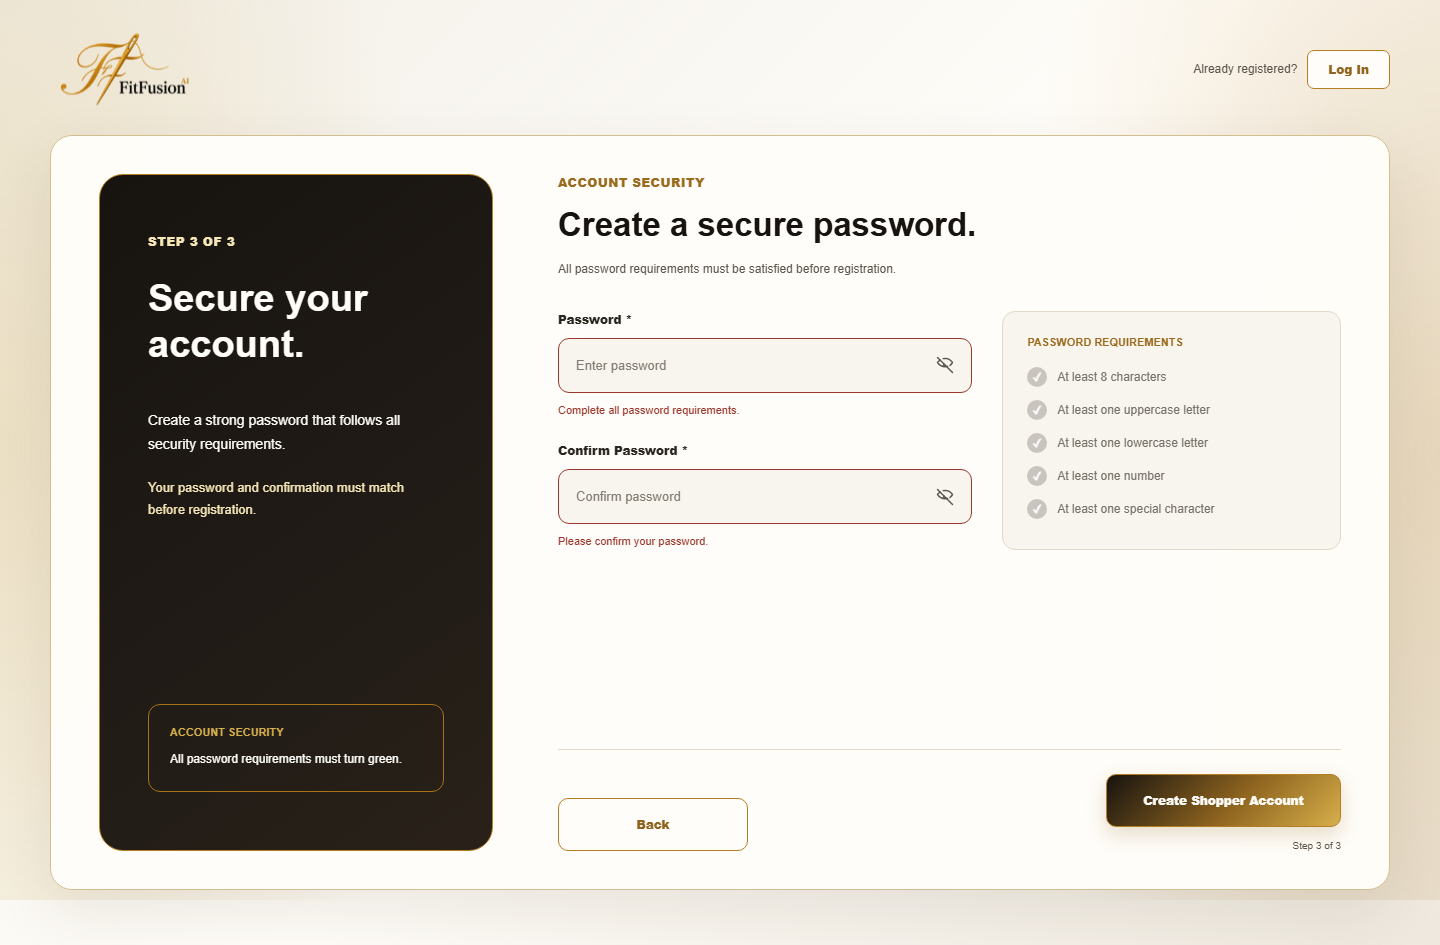 FitFusion AI
Already registered?
Log In
STEP 3 OF 3
Secure your
account.
Create a strong password that follows all
security requirements.
Your password and confirmation must match
before registration.
ACCOUNT SECURITY
All password requirements must turn green.
ACCOUNT SECURITY
Create a secure password.
All password requirements must be satisfied before registration.
Password *
Enter password
Complete all password requirements.
Confirm Password *
Confirm password
Please confirm your password.
PASSWORD REQUIREMENTS
At least 8 characters
At least one uppercase letter
At least one lowercase letter
At least one number
At least one special character
Back
Create Shopper Account
Step 3 of 3